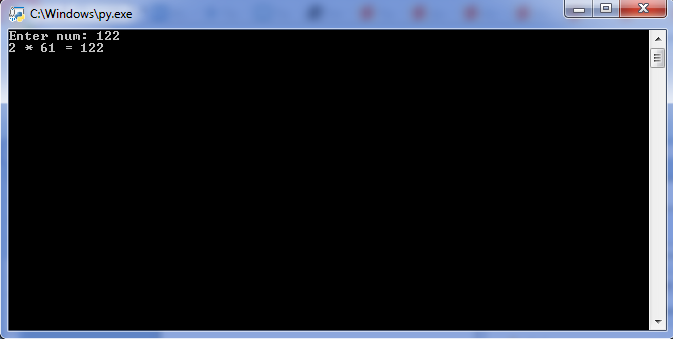 C:\Windows\py.exe
Enter num: 122
2 * 61 = 122